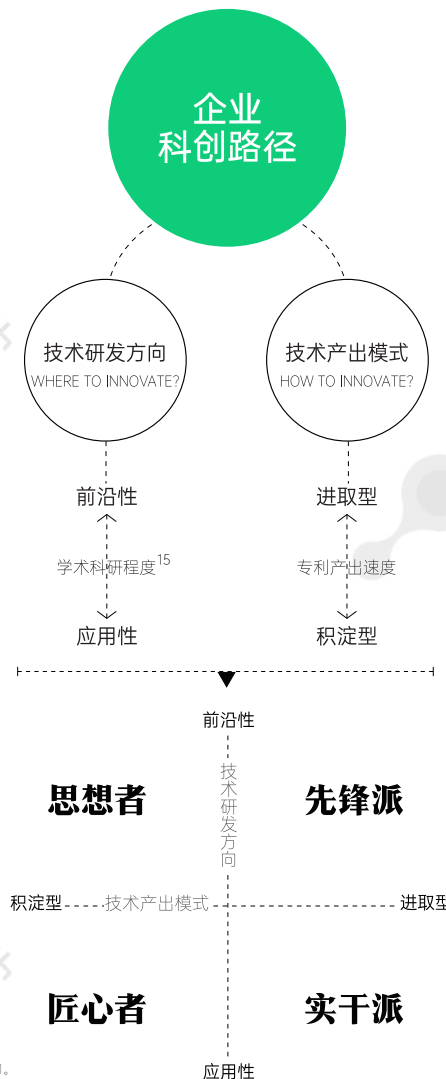 企业
科创路径
技术研发方向
WHERE TO INNOVATE?
技术产出模式
HOW TO INNOVATE?
前沿性
进取型
学术科研程度15
专利产出速度
应用性
积淀型
前沿性
技术研发方向
思想者
先锋派
积淀型
技术产出模式
进取型
匠心者
实干派
应用性